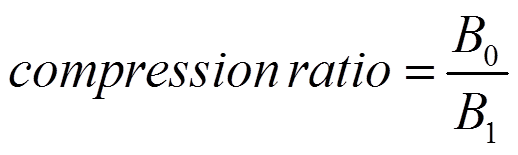 compression ratio = B₀/B₁